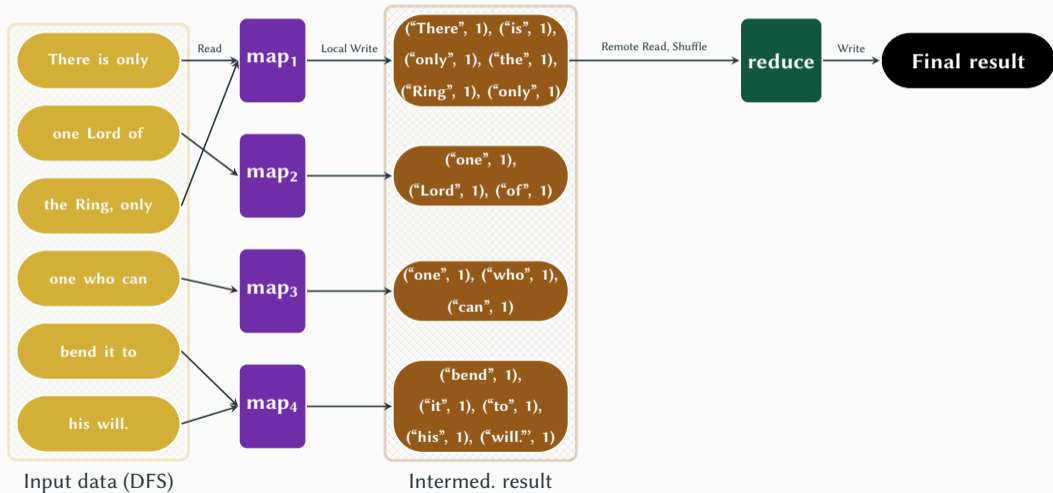 There is only
one Lord of
the Ring, only
one who can
bend it to
his will.
Input data (DFS)
Read
map1
map2
map3
map4
Local Write
(“There”, 1), (“is”, 1),
(“only”, 1), (“the”, 1),
(“Ring”, 1), (“only”, 1)
(“one”, 1),
(“Lord”, 1), (“of”, 1)
(“one”, 1), (“who”, 1),
(“can”, 1)
(“bend”, 1),
(“it”, 1), (“to”, 1),
(“his”, 1), (“will.”’, 1)
Intermed. result
Remote Read, Shuffle
reduce
Write
Final result